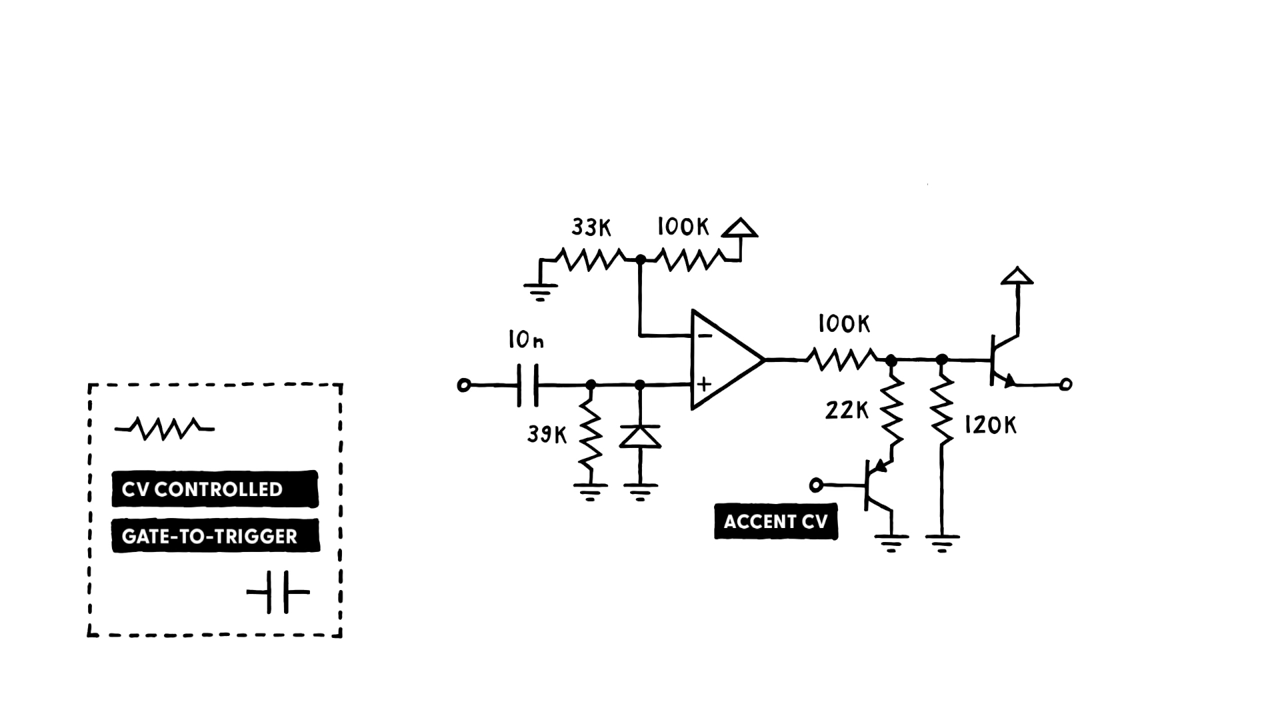 33K
100K
10n
100K
39K
22K
120K
ACCENT CV
CV CONTROLLED
GATE-TO-TRIGGER